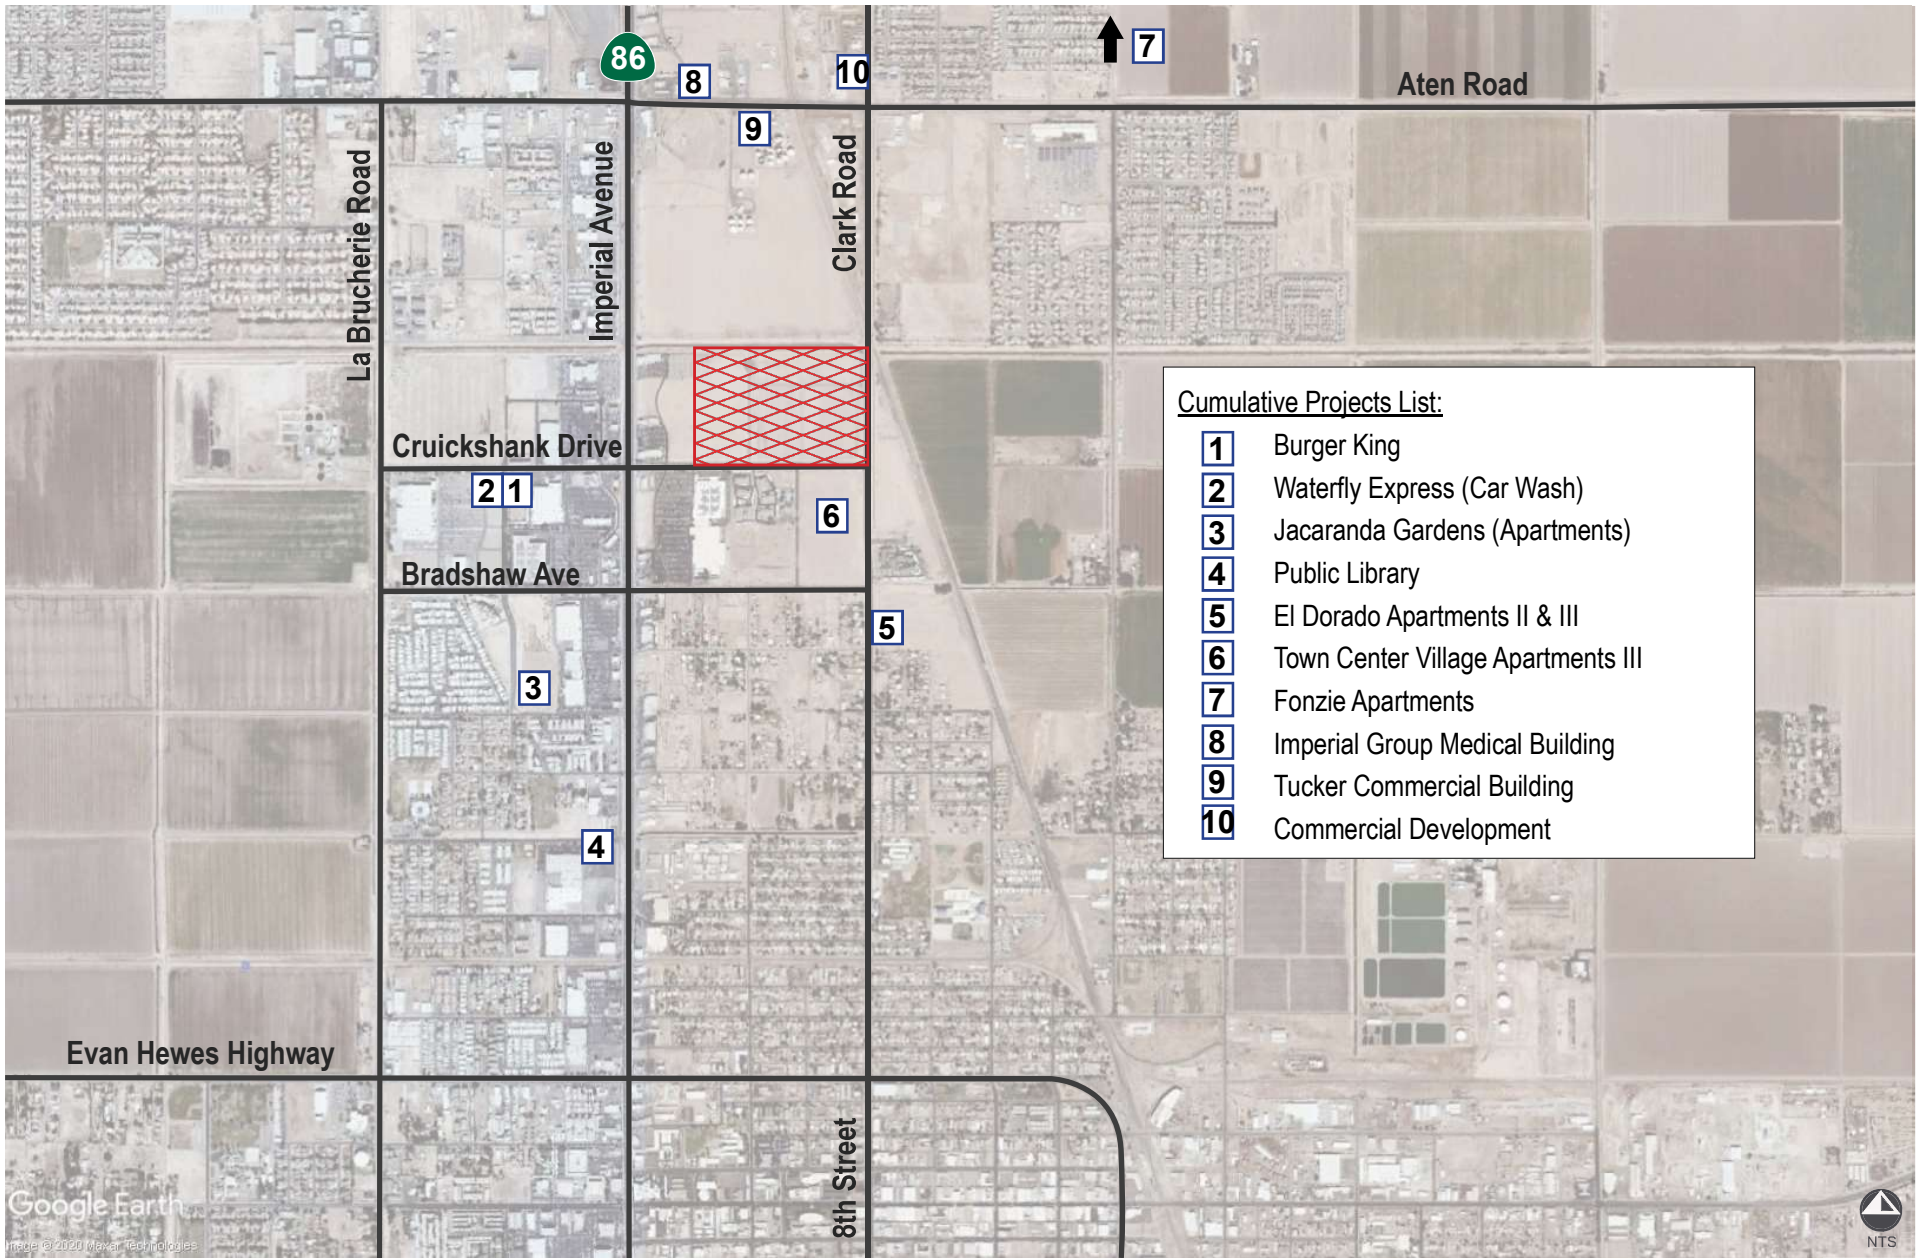 86
8
10
7
Aten Road
9
La Brucherie Road
Imperial Avenue
Clark Road
Cruickshank Drive
2 1
6
Bradshaw Ave
5
3
4
Cumulative Projects List:
1 Burger King
2 Waterfly Express (Car Wash)
3 Jacaranda Gardens (Apartments)
4 Public Library
5 El Dorado Apartments II & III
6 Town Center Village Apartments III
7 Fonzie Apartments
8 Imperial Group Medical Building
9 Tucker Commercial Building
10 Commercial Development
Evan Hewes Highway
8th Street
Google Earth
Image © 2020 Maxar Technologies
NTS